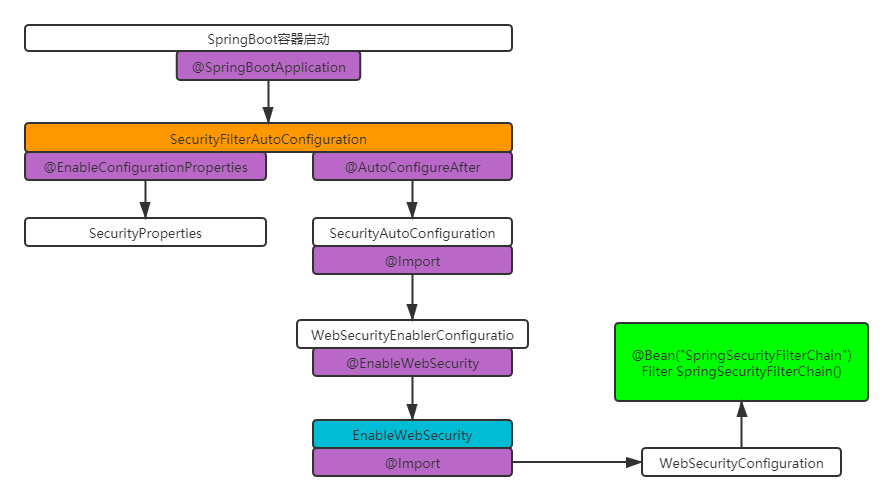 SpringBoot容器启动
@SpringBootApplication
SecurityFilterAutoConfiguration
@EnableConfigurationProperties
@AutoConfigureAfter
SecurityProperties
SecurityAutoConfiguration
@Import
WebSecurityEnablerConfiguratio
@EnableWebSecurity
@Bean("SpringSecurityFilterChain")
Filter SpringSecurityFilterChain()
EnableWebSecurity
@Import
WebSecurityConfiguration